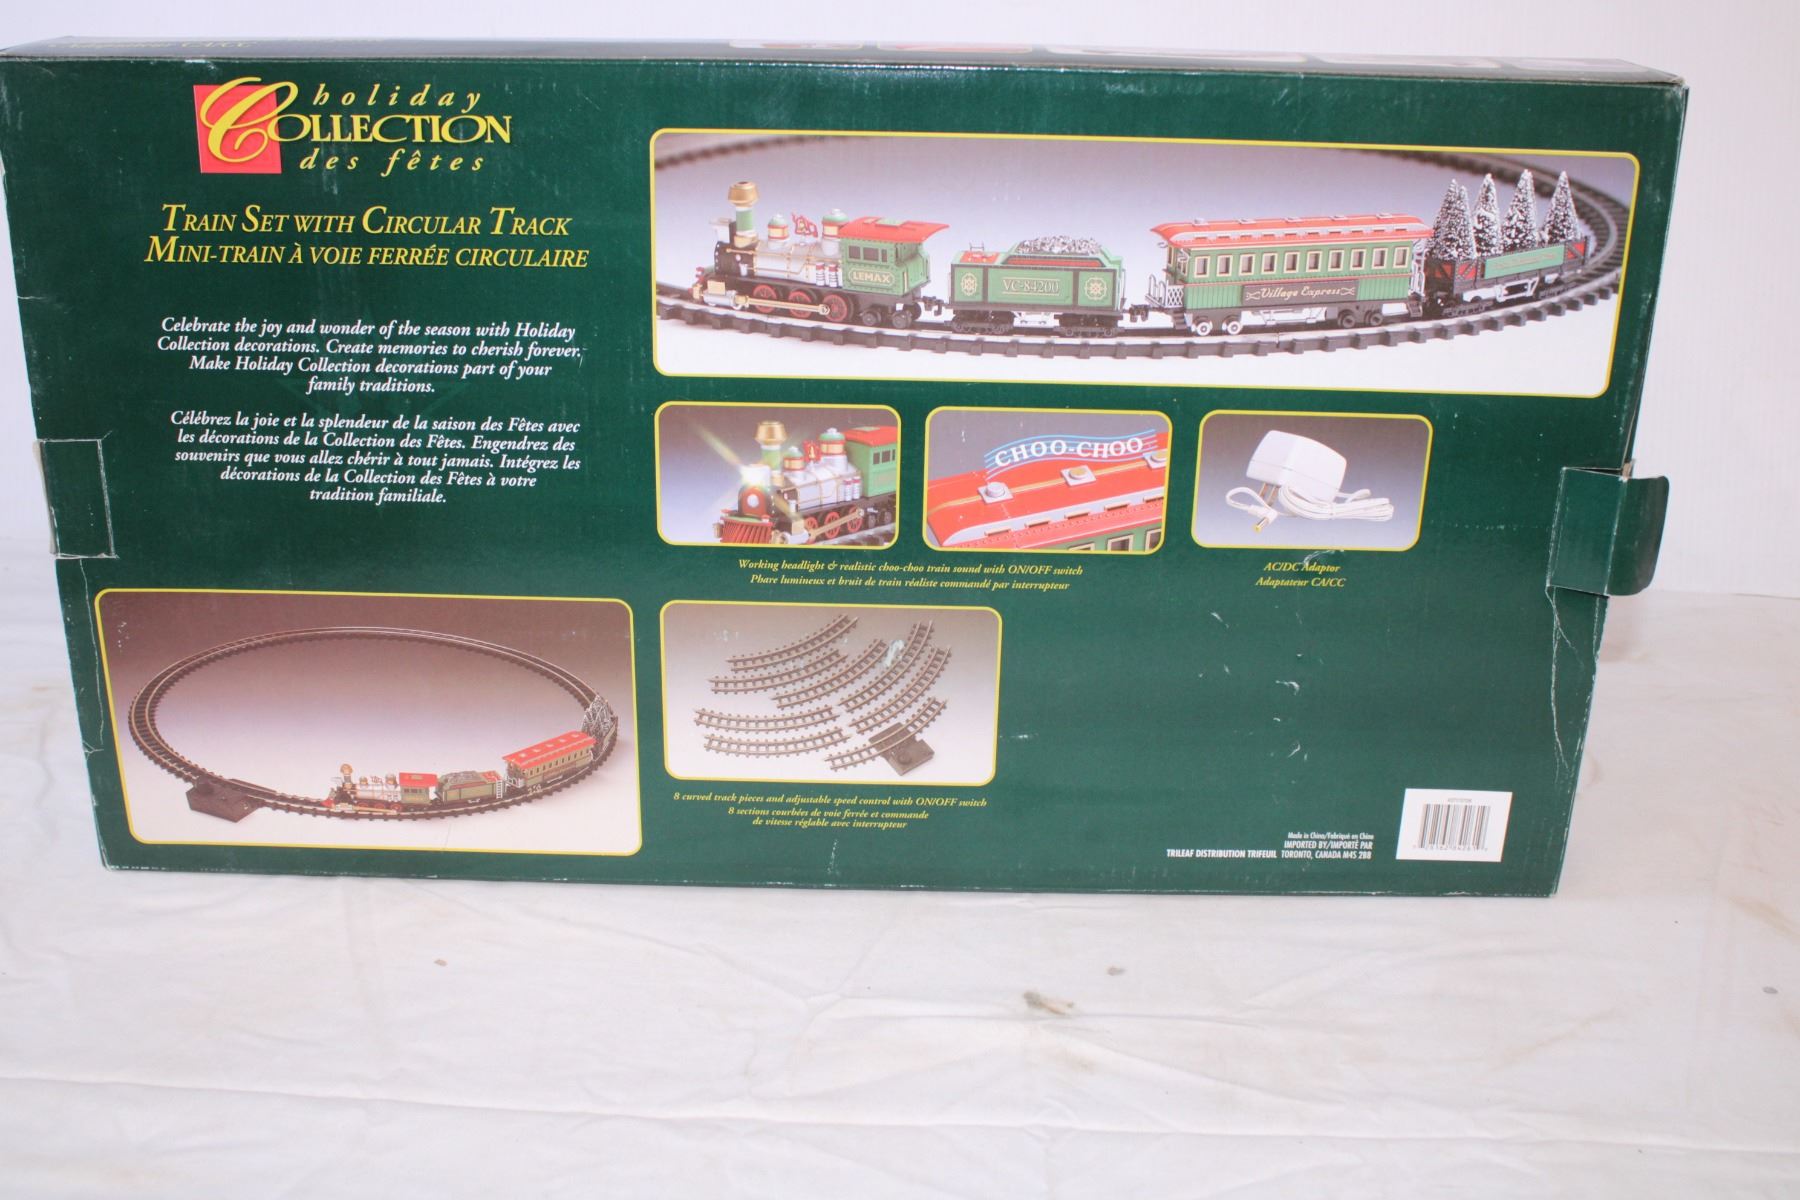 Adaptateur CA/CC
holiday
COLLECTION
des fêtes
TRAIN SET WITH CIRCULAR TRACK
MINI-TRAIN À VOIE FERRÉE CIRCULAIRE
Celebrate the joy and wonder of the season with Holiday
Collection decorations. Create memories to cherish forever.
Make Holiday Collection decorations part of your
family traditions.
Célébrez la joie et la splendeur de la saison des Fêtes avec
les décorations de la Collection des Fêtes. Engendrez des
souvenirs que vous allez chérir à tout jamais. Intégrez les
décorations de la Collection des Fêtes à votre
tradition familiale.
LEMAX
VC-84200
Village Express
CHOO-CHOO
Working headlight & realistic choo-choo train sound with ON/OFF switch
Phare lumineux et bruit de train réaliste commandé par interrupteur
AC/DC Adaptor
Adaptateur CA/CC
8 curved track pieces and adjustable speed control with ON/OFF switch
8 sections courbées de voie ferrée et commande
de vitesse réglable avec interrupteur
Made in China/Fabriqué en Chine
IMPORTED BY/IMPORTÉ PAR
TRILEAF DISTRIBUTION TRIFEUIL TORONTO, CANADA M4S 2B8